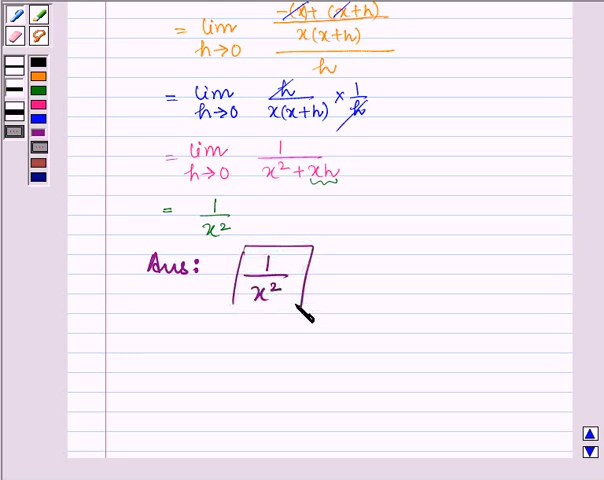 = lim h→0 (-(x) + (x+h))/(x(x+h)) / h
= lim h→0 h/(x(x+h)) × 1/h
= lim h→0 1/(x² + xh)
= 1/x²
Ans: 1/x²